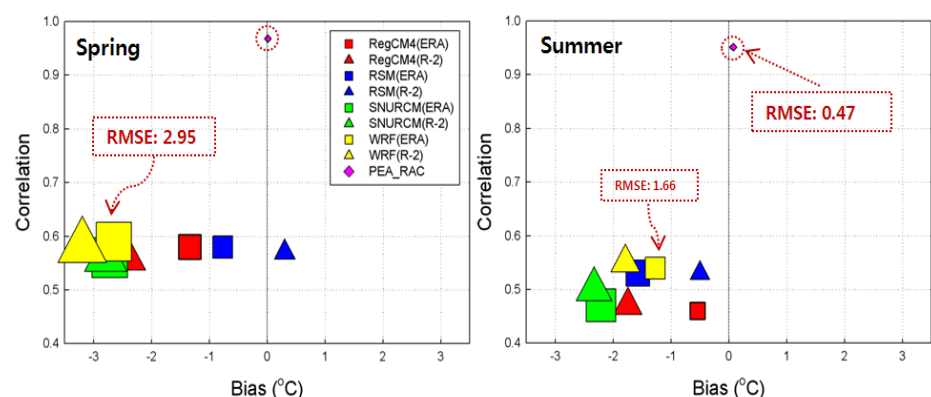 Spring
1.0
0.9
0.8
0.7
0.6
0.5
0.4
Correlation
-3
-2
-1
0
1
2
3
Bias (°C)
RMSE: 2.95
RegCM4(ERA)
RegCM4(R-2)
RSM(ERA)
RSM(R-2)
SNURCM(ERA)
SNURCM(R-2)
WRF(ERA)
WRF(R-2)
PEA_RAC
Summer
1.0
0.9
0.8
0.7
0.6
0.5
0.4
Correlation
-3
-2
-1
0
1
2
3
Bias (°C)
RMSE: 0.47
RMSE: 1.66